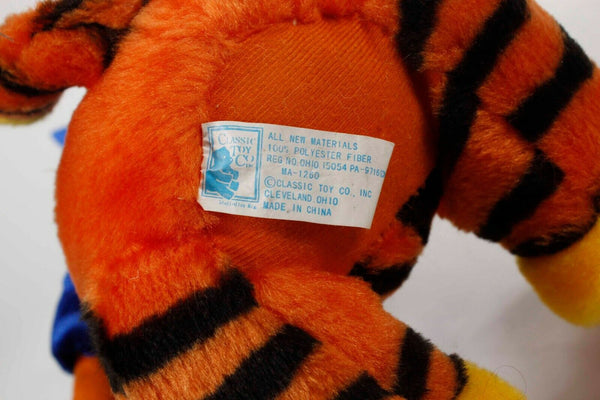 CLASSIC
TOY
CO
ALL NEW MATERIALS
100% POLYESTER FIBER
REG NO. OHIO 15054 PA-9716
MA-1260
©CLASSIC TOY CO., INC
CLEVELAND, OHIO
MADE IN CHINA